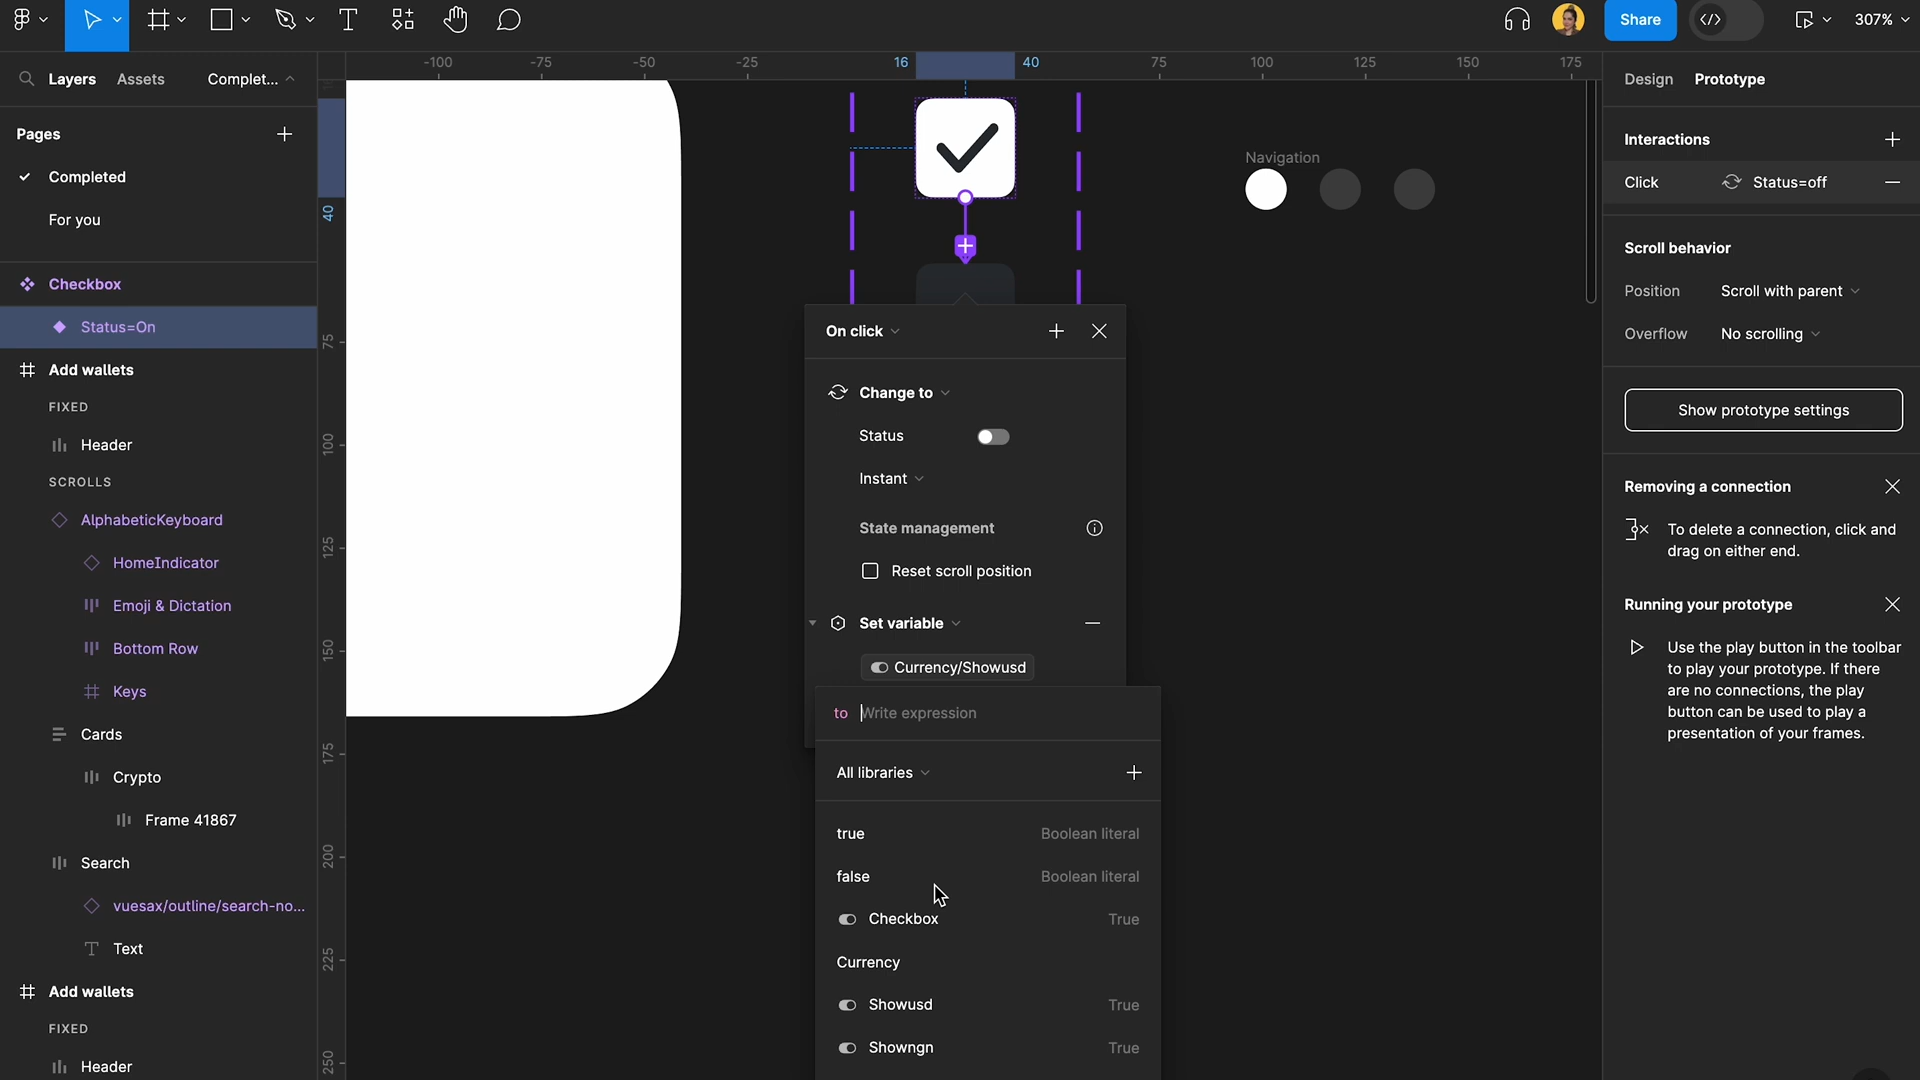 Share
307%
Layers
Assets
Complet...
-100
-75
-50
-25
16
40
75
100
125
150
175
Design
Prototype
Pages
Completed
For you
Checkbox
Status=On
Add wallets
FIXED
Header
SCROLLS
AlphabeticKeyboard
HomeIndicator
Emoji & Dictation
Bottom Row
Keys
Cards
Crypto
Frame 41867
Search
vuesax/outline/search-no...
Text
Add wallets
FIXED
Header
40
75
100
125
150
175
200
225
250
Navigation
On click
Change to
Status
Instant
State management
Reset scroll position
Set variable
Currency/Showusd
to Write expression
All libraries
true Boolean literal
false Boolean literal
Checkbox True
Currency
Showusd True
Showngn True
Interactions
Click Status=off
Scroll behavior
Position Scroll with parent
Overflow No scrolling
Show prototype settings
Removing a connection
To delete a connection, click and
drag on either end.
Running your prototype
Use the play button in the toolbar
to play your prototype. If there
are no connections, the play
button can be used to play a
presentation of your frames.